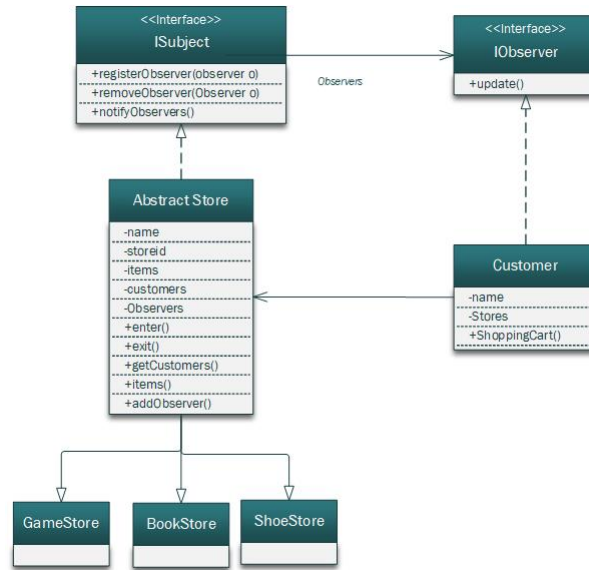 <<Interface>>
ISubject
+registerObserver(observer o)
+removeObserver(Observer o)
+notifyObservers()
Observers
<<Interface>>
IObserver
+update()
Abstract Store
-name
-storeid
-items
-customers
-Observers
+enter()
+exit()
+getCustomers()
+items()
+addObserver()
Customer
-name
-Stores
+ShoppingCart()
GameStore
BookStore
ShoeStore